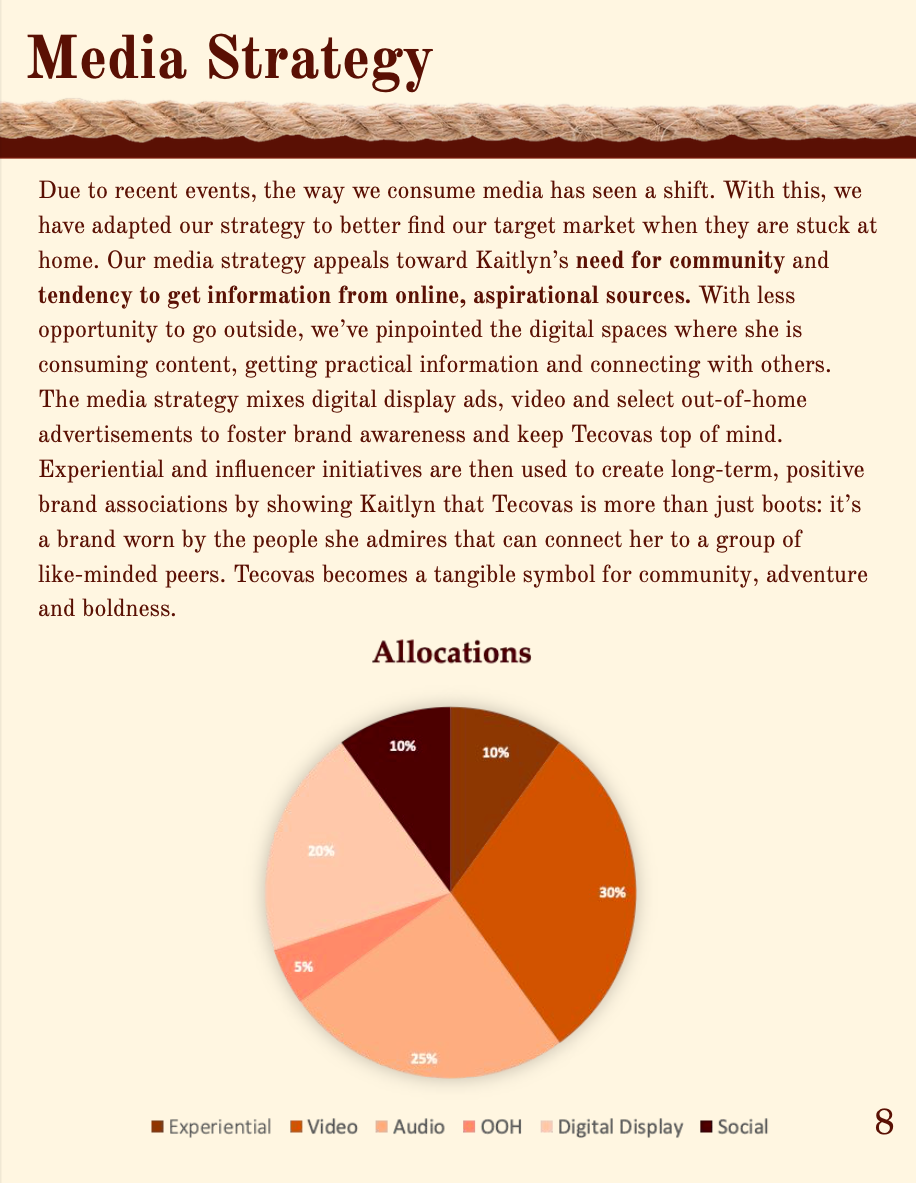 Media Strategy
Due to recent events, the way we consume media has seen a shift. With this, we
have adapted our strategy to better find our target market when they are stuck at
home. Our media strategy appeals toward Kaitlyn’s need for community and
tendency to get information from online, aspirational sources. With less
opportunity to go outside, we’ve pinpointed the digital spaces where she is
consuming content, getting practical information and connecting with others.
The media strategy mixes digital display ads, video and select out-of-home
advertisements to foster brand awareness and keep Tecovas top of mind.
Experiential and influencer initiatives are then used to create long-term, positive
brand associations by showing Kaitlyn that Tecovas is more than just boots: it’s
a brand worn by the people she admires that can connect her to a group of
like-minded peers. Tecovas becomes a tangible symbol for community, adventure
and boldness.
Allocations
10%
10%
20%
30%
5%
25%
Experiential Video Audio OOH Digital Display Social
8